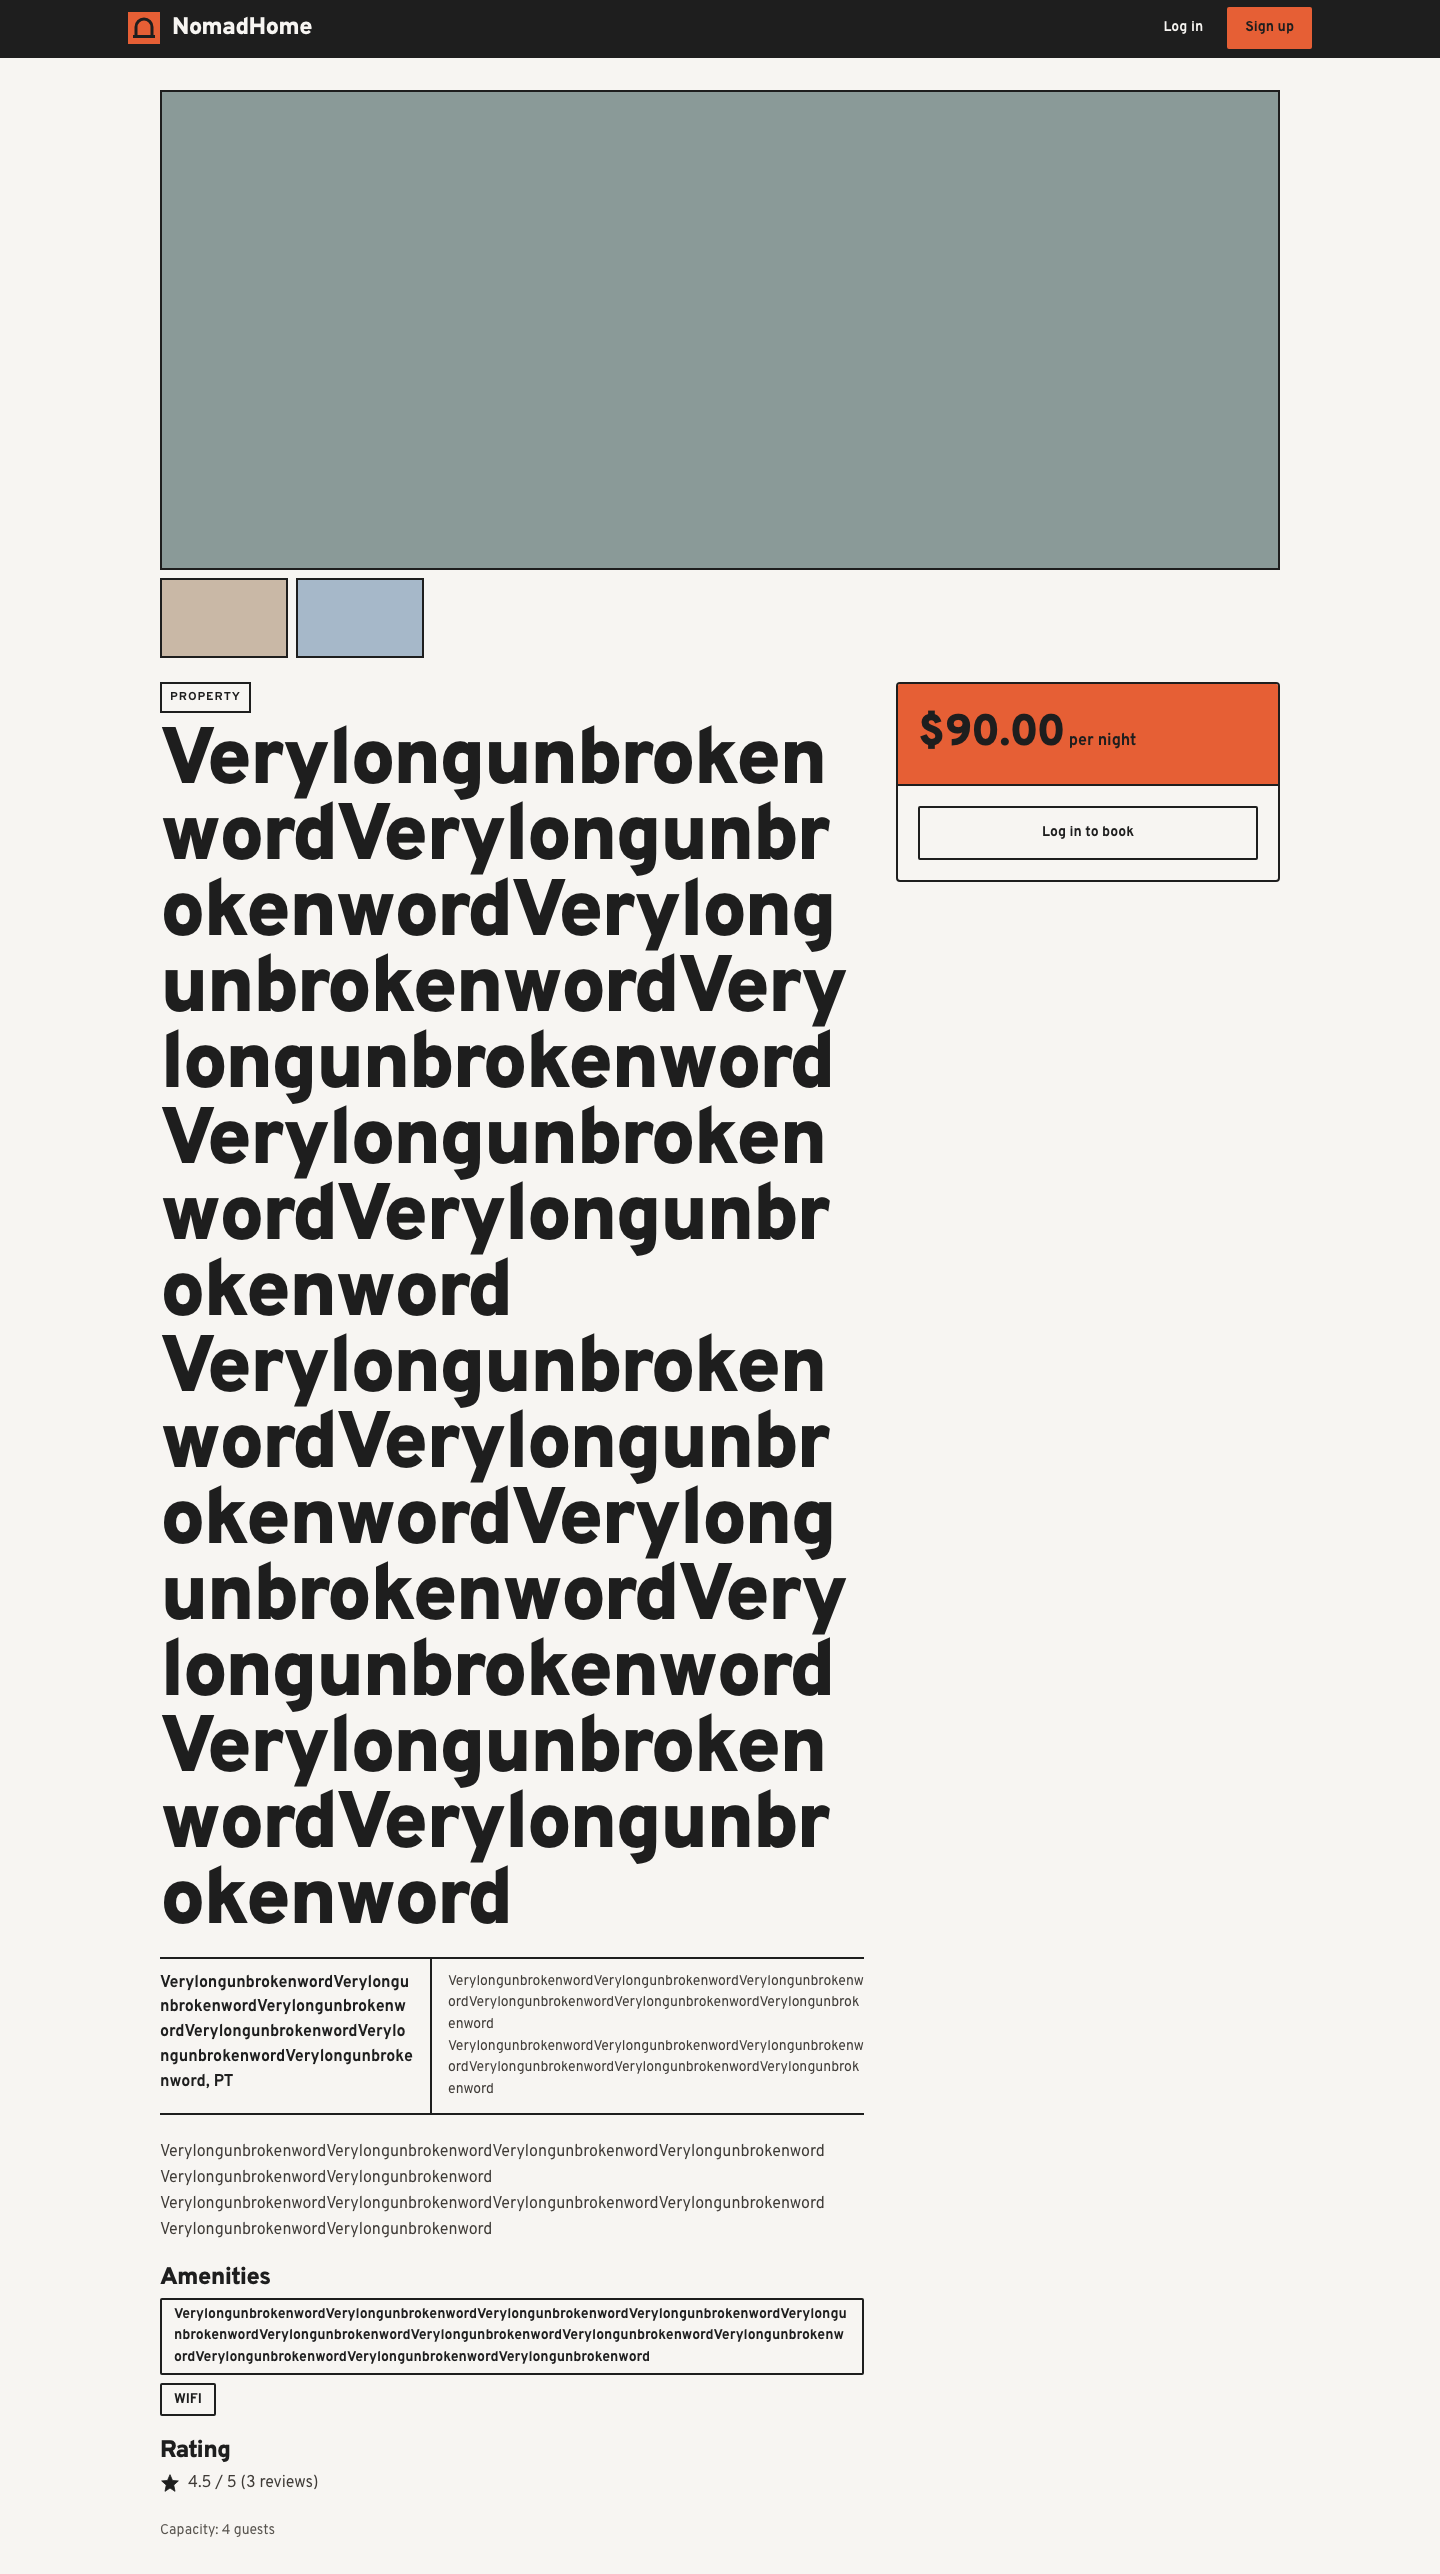 NomadHome
Log in
Sign up
PROPERTY
Verylongunbroken
wordVerylongunbr
okenwordVerylong
unbrokenwordVery
longunbrokenword
Verylongunbroken
wordVerylongunbr
okenword
Verylongunbroken
wordVerylongunbr
okenwordVerylong
unbrokenwordVery
longunbrokenword
Verylongunbroken
wordVerylongunbr
okenword
$90.00 per night
Log in to book
VerylongunbrokenwordVerylongu
nbrokenwordVerylongunbrokenw
ordVerylongunbrokenwordVerylo
ngunbrokenwordVerylongunbroke
nword, PT
VerylongunbrokenwordVerylongunbrokenwordVerylongunbrokenw
ordVerylongunbrokenwordVerylongunbrokenwordVerylongunbrok
enword
VerylongunbrokenwordVerylongunbrokenwordVerylongunbrokenw
ordVerylongunbrokenwordVerylongunbrokenwordVerylongunbrok
enword
VerylongunbrokenwordVerylongunbrokenwordVerylongunbrokenwordVerylongunbrokenword
VerylongunbrokenwordVerylongunbrokenword
VerylongunbrokenwordVerylongunbrokenwordVerylongunbrokenwordVerylongunbrokenword
VerylongunbrokenwordVerylongunbrokenword
Amenities
VerylongunbrokenwordVerylongunbrokenwordVerylongunbrokenwordVerylongunbrokenwordVerylongu
nbrokenwordVerylongunbrokenwordVerylongunbrokenwordVerylongunbrokenwordVerylongunbrokenw
ordVerylongunbrokenwordVerylongunbrokenwordVerylongunbrokenword
WIFI
Rating
4.5 / 5 (3 reviews)
Capacity: 4 guests